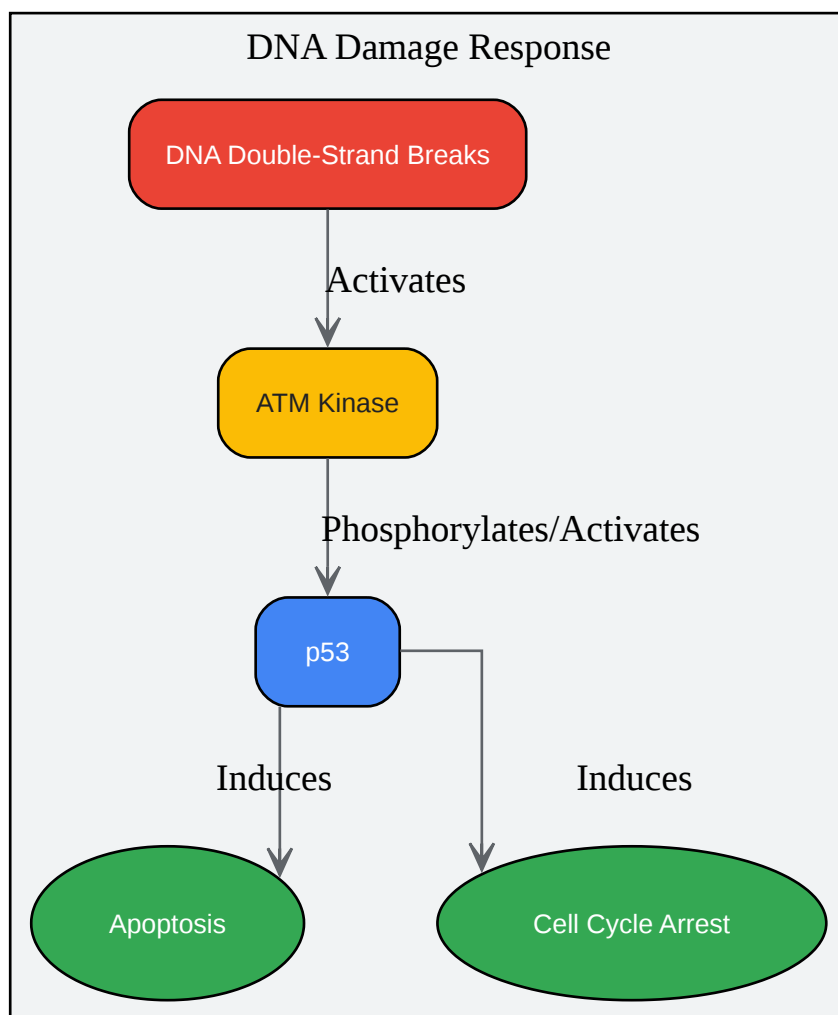 DNA Damage Response
DNA Double-Strand Breaks
Activates
ATM Kinase
Phosphorylates/Activates
p53
Induces
Induces
Apoptosis
Cell Cycle Arrest